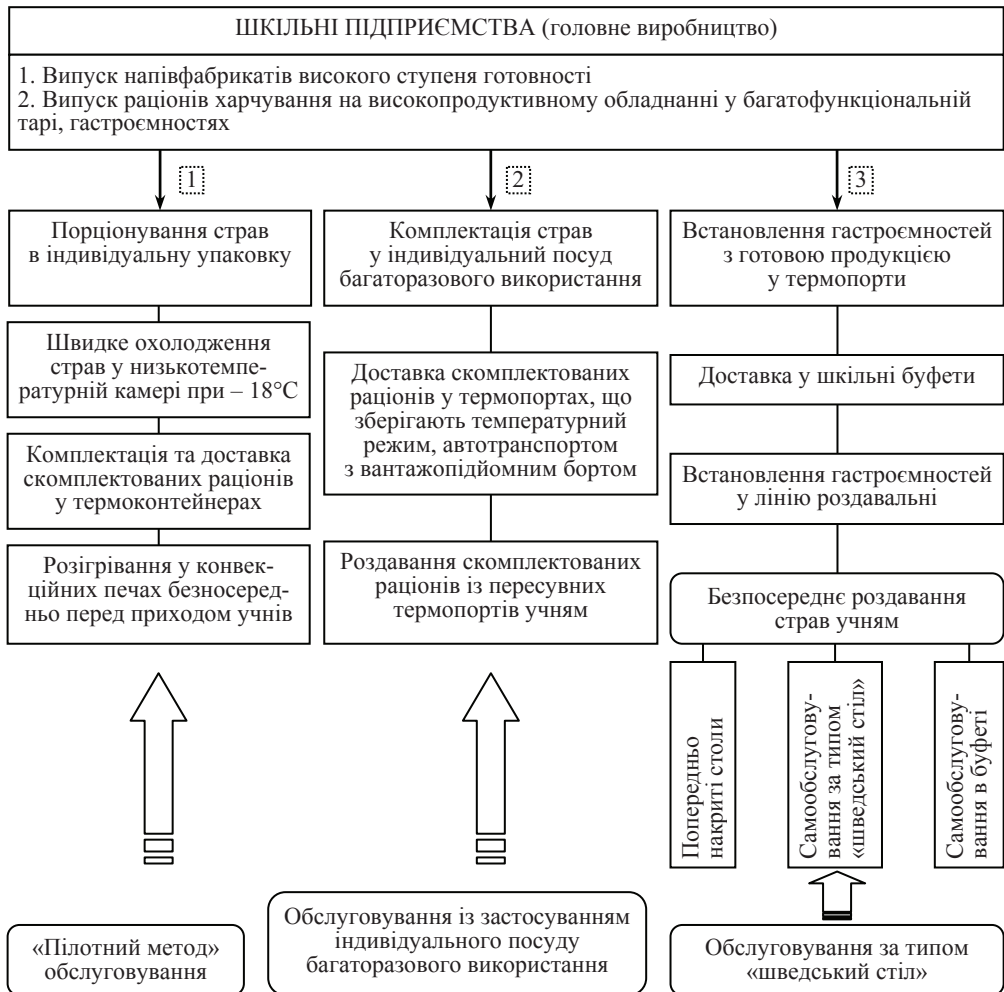 ШКІЛЬНІ ПІДПРИЄМСТВА (головне виробництво)
1. Випуск напівфабрикатів високого ступеня готовності
2. Випуск раціонів харчування на високопродуктивному обладнанні у багатофункціональній
тарі, гастроємностях
1
2
3
Порціонування страв
в індивідуальну упаковку
Швидке охолодження
страв у низькотемпе-
ратурній камері при – 18°С
Комплектація та доставка
скомплектованих раціонів
у термоконтейнерах
Розігрівання у конвек-
ційних печах безносеред-
ньо перед приходом учнів
Комплектація страв
у індивідуальний посуд
багаторазового використання
Доставка скомплектованих
раціонів у термопортах, що
зберігають температурний
режим, автотранспортом
з вантажопідйомним бортом
Роздавання скомплектованих
раціонів із пересувних
термопортів учням
Встановлення гастроємностей
з готовою продукцією
у термопорти
Доставка у шкільні буфети
Встановлення гастроємностей
у лінію роздавальні
Безпосереднє роздавання
страв учням
Попередньо
накриті столи
Самообслугову-
вання за типом
«шведський стіл»
Самообслугову-
вання в буфеті
«Пілотний метод»
обслуговування
Обслуговування із застосуванням
індивідуального посуду
багаторазового використання
Обслуговування за типом
«шведський стіл»